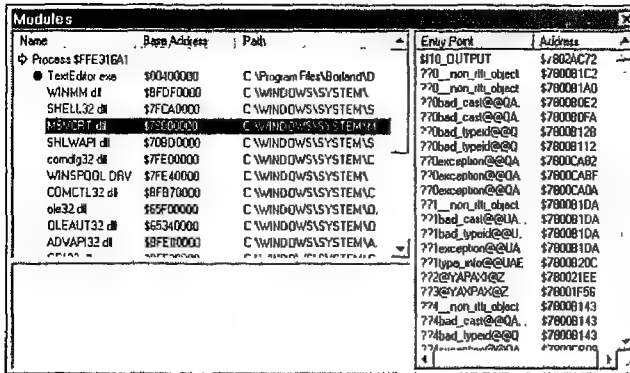 Modules
Name Base Address Path
Process $FFE316A1
TextEditor.exe $00400000 C:\Program Files\Borland\D
WINMM.dll $BFDF0000 C:\WINDOWS\SYSTEM\
SHELL32.dll $7FCA0000 C:\WINDOWS\SYSTEM\S
MSVCRT.dll $78000000 C:\WINDOWS\SYSTEM\M
SHLWAPI.dll $70BD0000 C:\WINDOWS\SYSTEM\S
comdlg32.dll $7FE00000 C:\WINDOWS\SYSTEM\C
WINSPOOL.DRV $7FE40000 C:\WINDOWS\SYSTEM\
COMCTL32.dll $BFB70000 C:\WINDOWS\SYSTEM\C
ole32.dll $65F00000 C:\WINDOWS\SYSTEM\O,
OLEAUT32.dll $65340000 C:\WINDOWS\SYSTEM\O
ADVAPI32.dll $BFE80000 C:\WINDOWS\SYSTEM\A,
Entry Point Address
$I10_OUTPUT $7802AC72
??0__non_rtti_object $780081C2
??0__non_rtti_object $780081A0
??0bad_cast@@QA. $780080E2
??0bad_cast@@QA. $780080FA
??0bad_typeid@@Q $7800812B
??0bad_typeid@@Q $78008112
??0exception@@QA $7800CA82
??0exception@@QA $7800CABF
??0exception@@QA $7800CA0A
??1__non_rtti_object $780081DA
??1bad_cast@@UA.. $780081DA
??1bad_typeid@@U. $780081DA
??1exception@@UA $780081DA
??1type_info@@UAE $7800820C
??2@YAPAXI@Z $780021EE
??3@YAXPAX@Z $78001F56
??4__non_rtti_object $78008143
??4bad_cast@@QA.. $78008143
??4bad_typeid@@Q $78008143